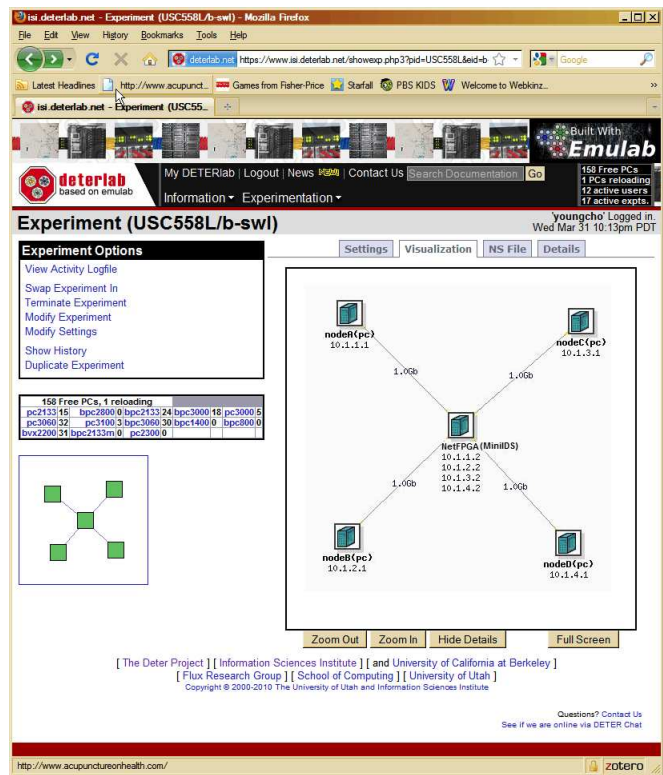 isi.deterlab.net - Experiment (USC558L/b-swl) - Mozilla Firefox
File Edit View History Bookmarks Tools Help
deterlab.net https://www.isi.deterlab.net/showexp.php3?pid=USC558L&eid=b- Google
Latest Headlines http://www.acupunct... Games from Fisher-Price Starfall PBS KIDS Welcome to Webkinz... »
isi.deterlab.net - Experiment (USC55...
Built With
Emulab
deterlab
based on emulab
My DETERlab | Logout | News | Contact Us Search Documentation Go
Information Experimentation
158 Free PCs
1 PCs reloading
12 active users
17 active expts.
Experiment (USC558L/b-swl)
'youngcho' Logged in.
Wed Mar 31 10:13pm PDT
Experiment Options
View Activity Logfile
Swap Experiment In
Terminate Experiment
Modify Experiment
Modify Settings
Show History
Duplicate Experiment
158 Free PCs, 1 reloading
pc2133 15 bpc2800 0 bpc2133 24 bpc3000 18 pc3000 5
pc3060 32 pc3100 3 bpc3060 30 bpc1400 0 bpc800 0
bvx2200 31 bpc2133m 0 pc2300 0
Settings Visualization NS File Details
nodeA(pc)
10.1.1.1
nodeC(pc)
10.1.3.1
1.0Gb
1.0Gb
NetFPGA(MiniIDS)
10.1.1.2
10.1.2.2
10.1.3.2
10.1.4.2
1.0Gb
1.0Gb
nodeB(pc)
10.1.2.1
nodeD(pc)
10.1.4.1
Zoom Out Zoom In Hide Details Full Screen
[ The Deter Project ] [ Information Sciences Institute ] [ and University of California at Berkeley ]
[ Flux Research Group ] [ School of Computing ] [ University of Utah ]
Copyright © 2000-2010 The University of Utah and Information Sciences Institute
Questions? Contact Us
See if we are online via DETER Chat
http://www.acupunctureonhealth.com/ zotero